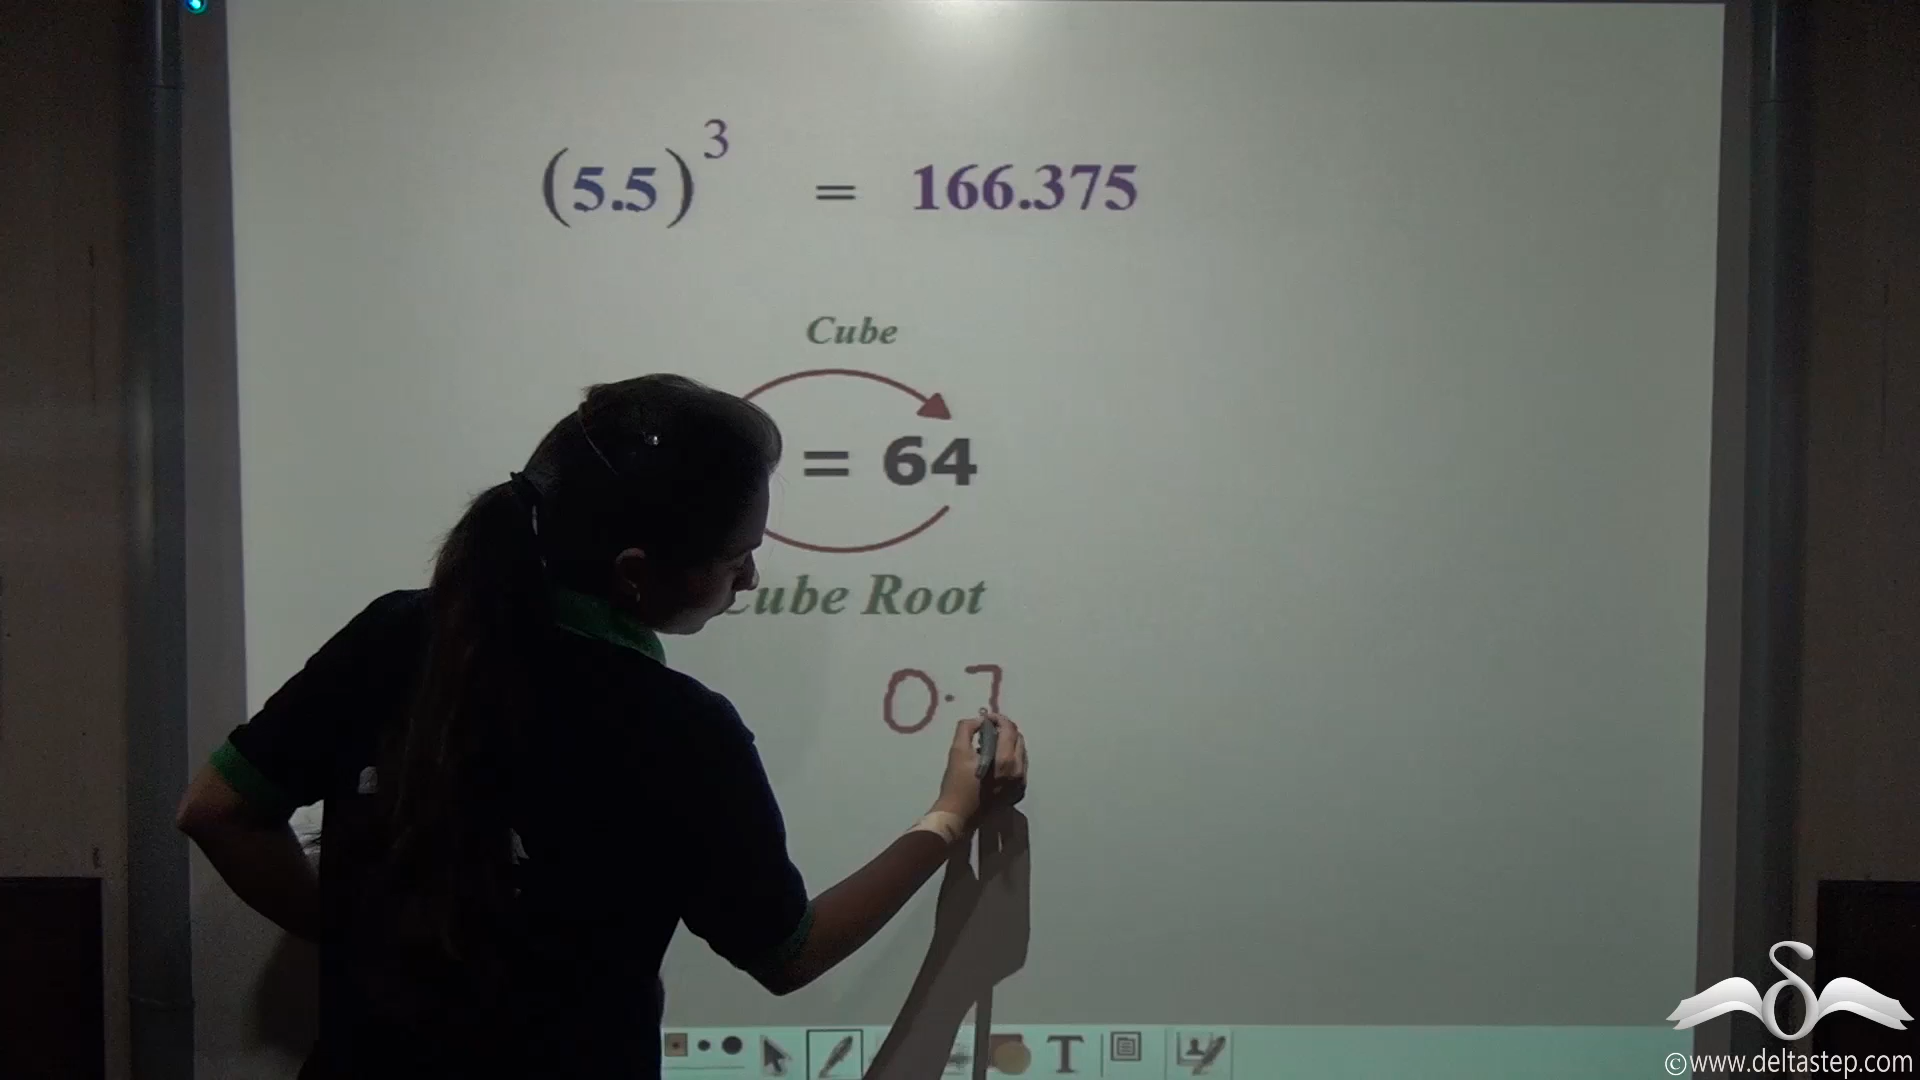 (5.5)³ = 166.375
Cube
= 64
Cube Root
0.7
T
©www.deltastep.com